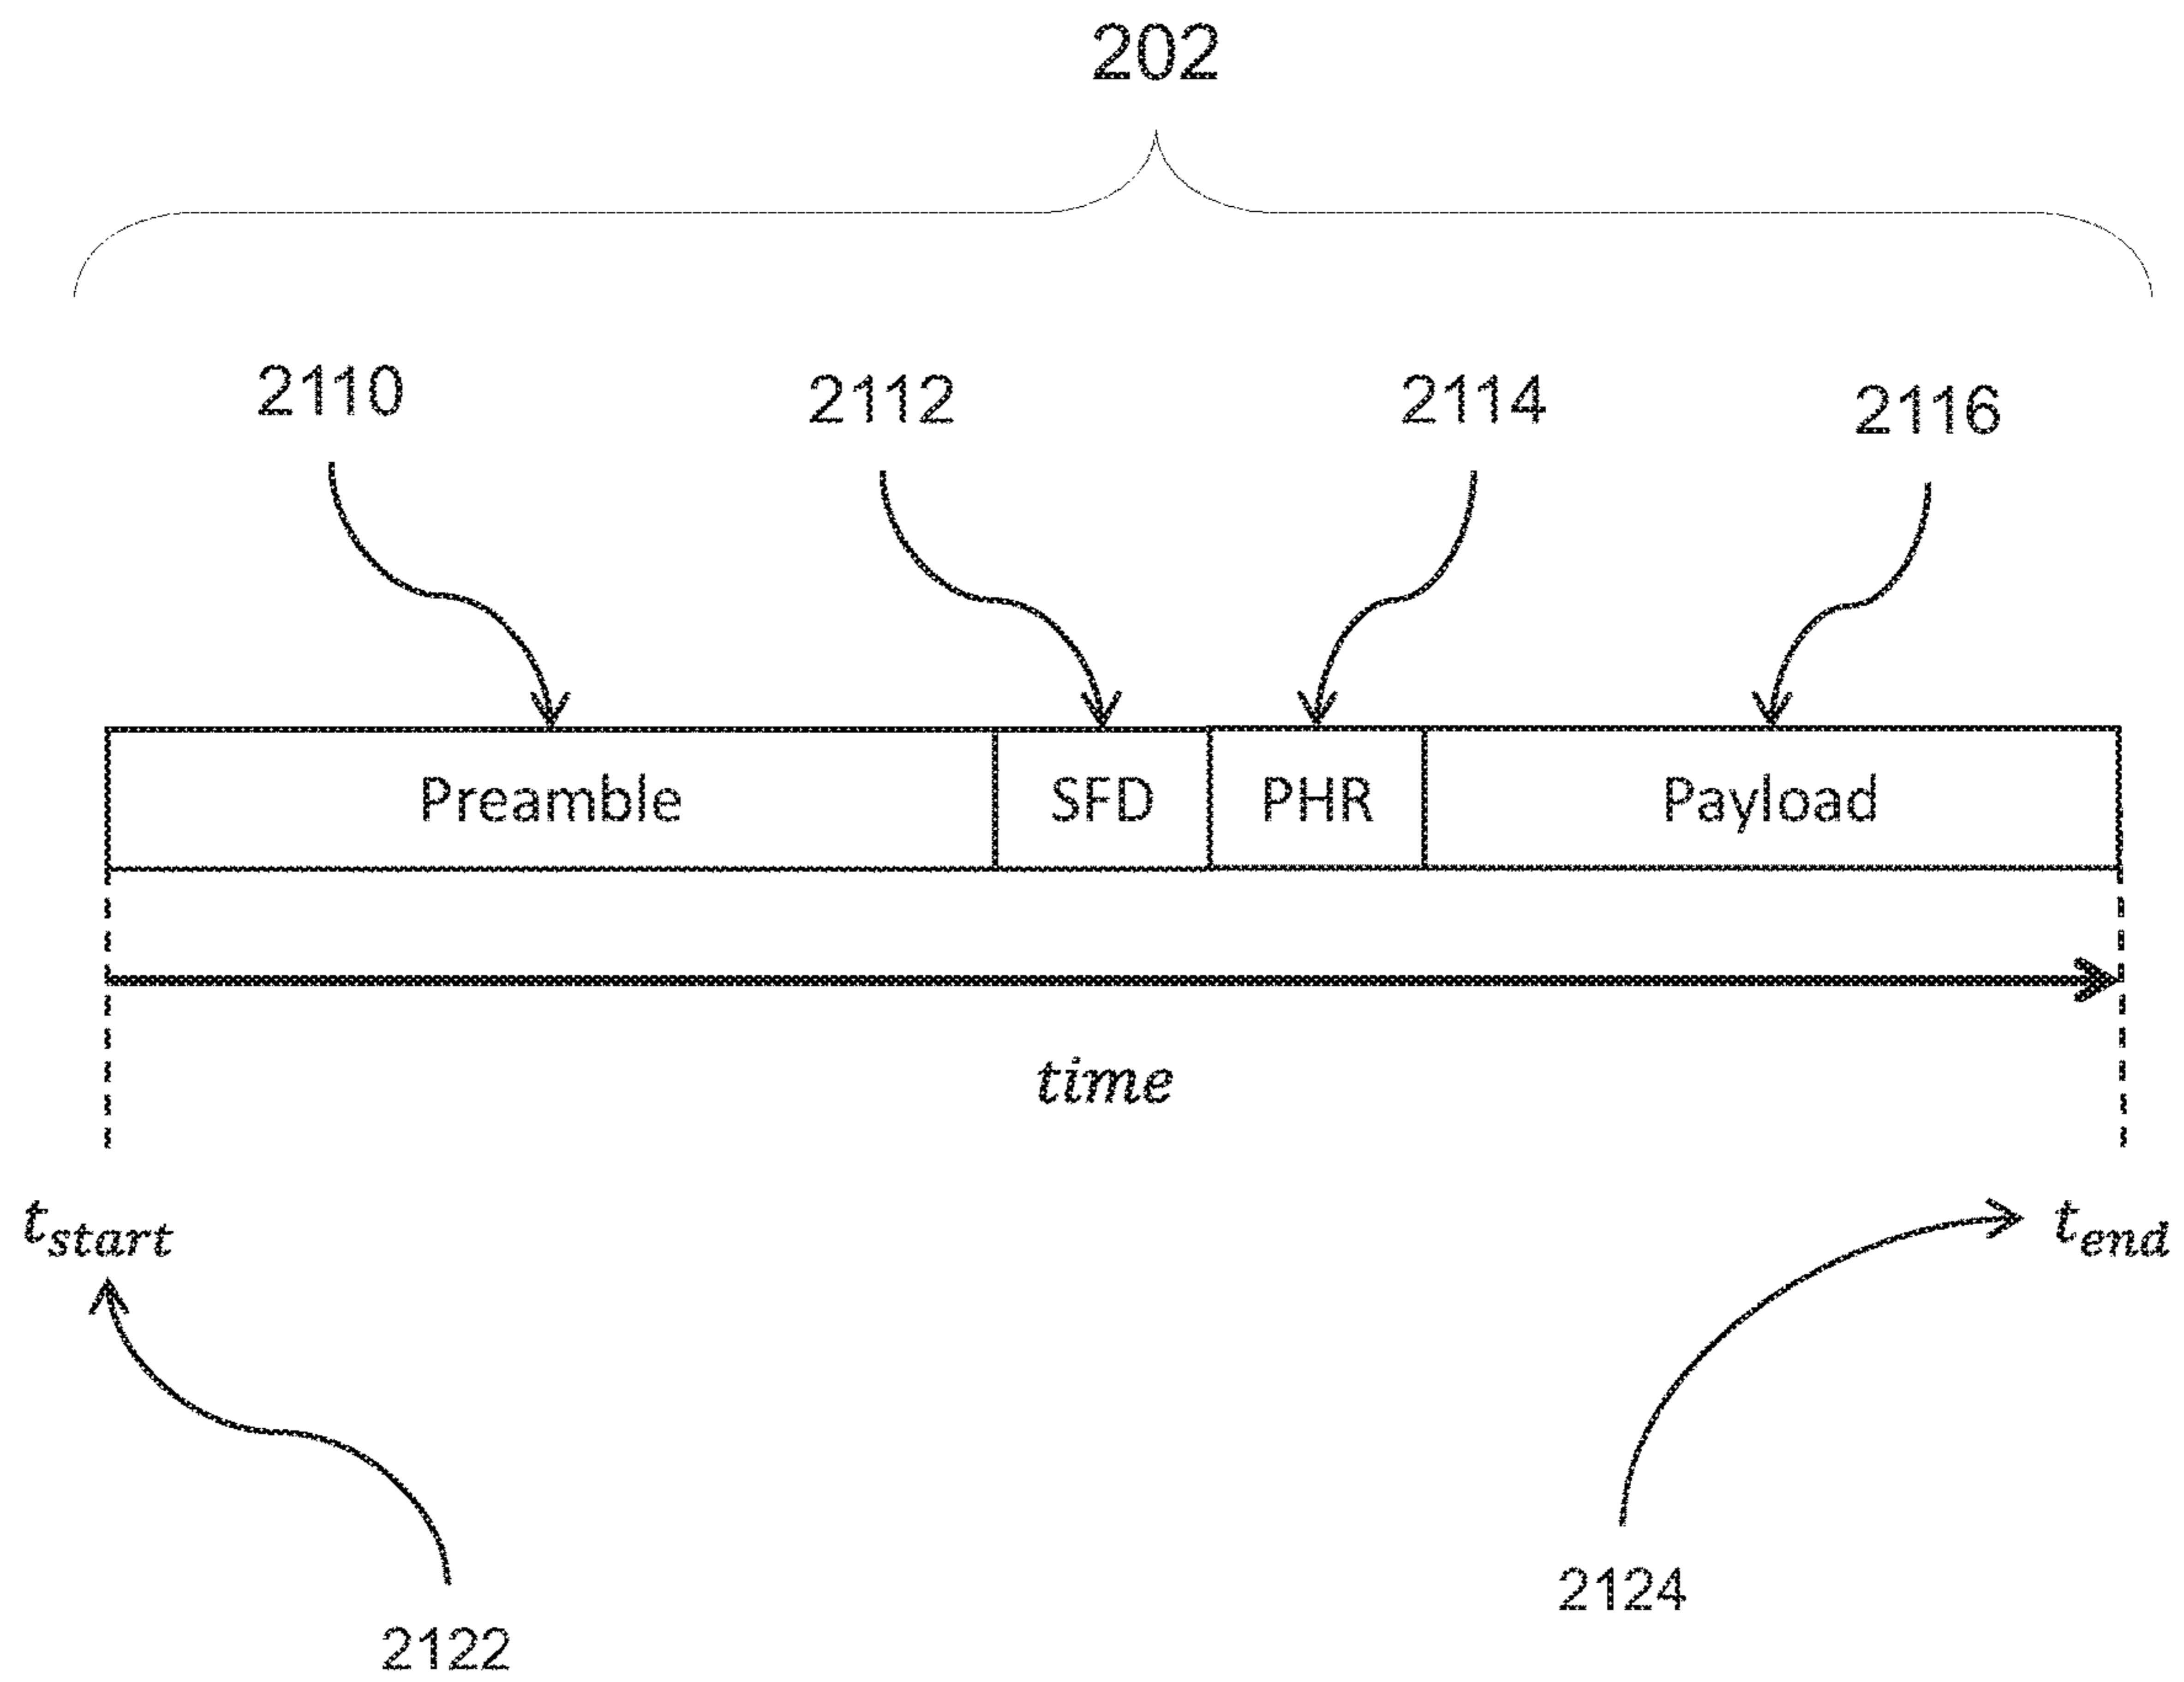 202
2110 2112 2114 2116
Preamble SFD PHR Payload
time
t_start t_end
2122 2124